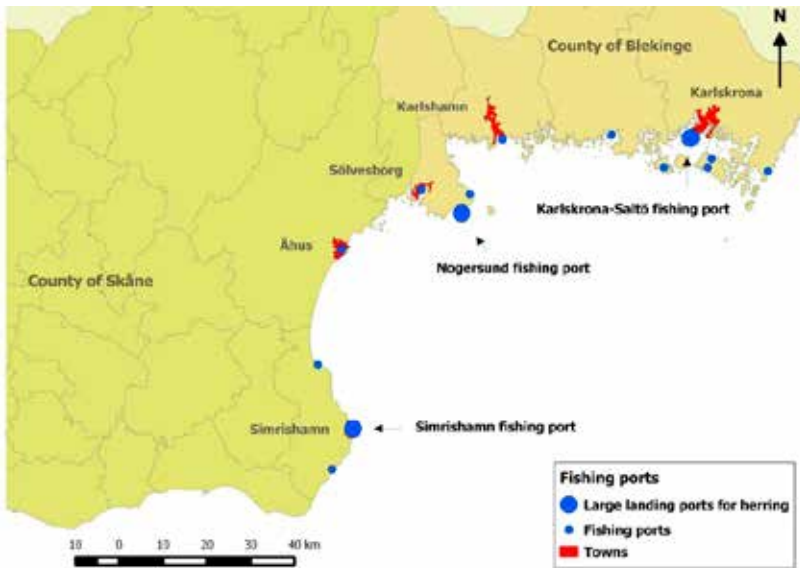 N
County of Blekinge
Karlskrona
Karlshamn
Sölvesborg
Karlskrona-Saltö fishing port
Åhus
Nogersund fishing port
County of Skåne
Simrishamn
Simrishamn fishing port
Fishing ports
Large landing ports for herring
Fishing ports
Towns
10 0 10 20 30 40 km